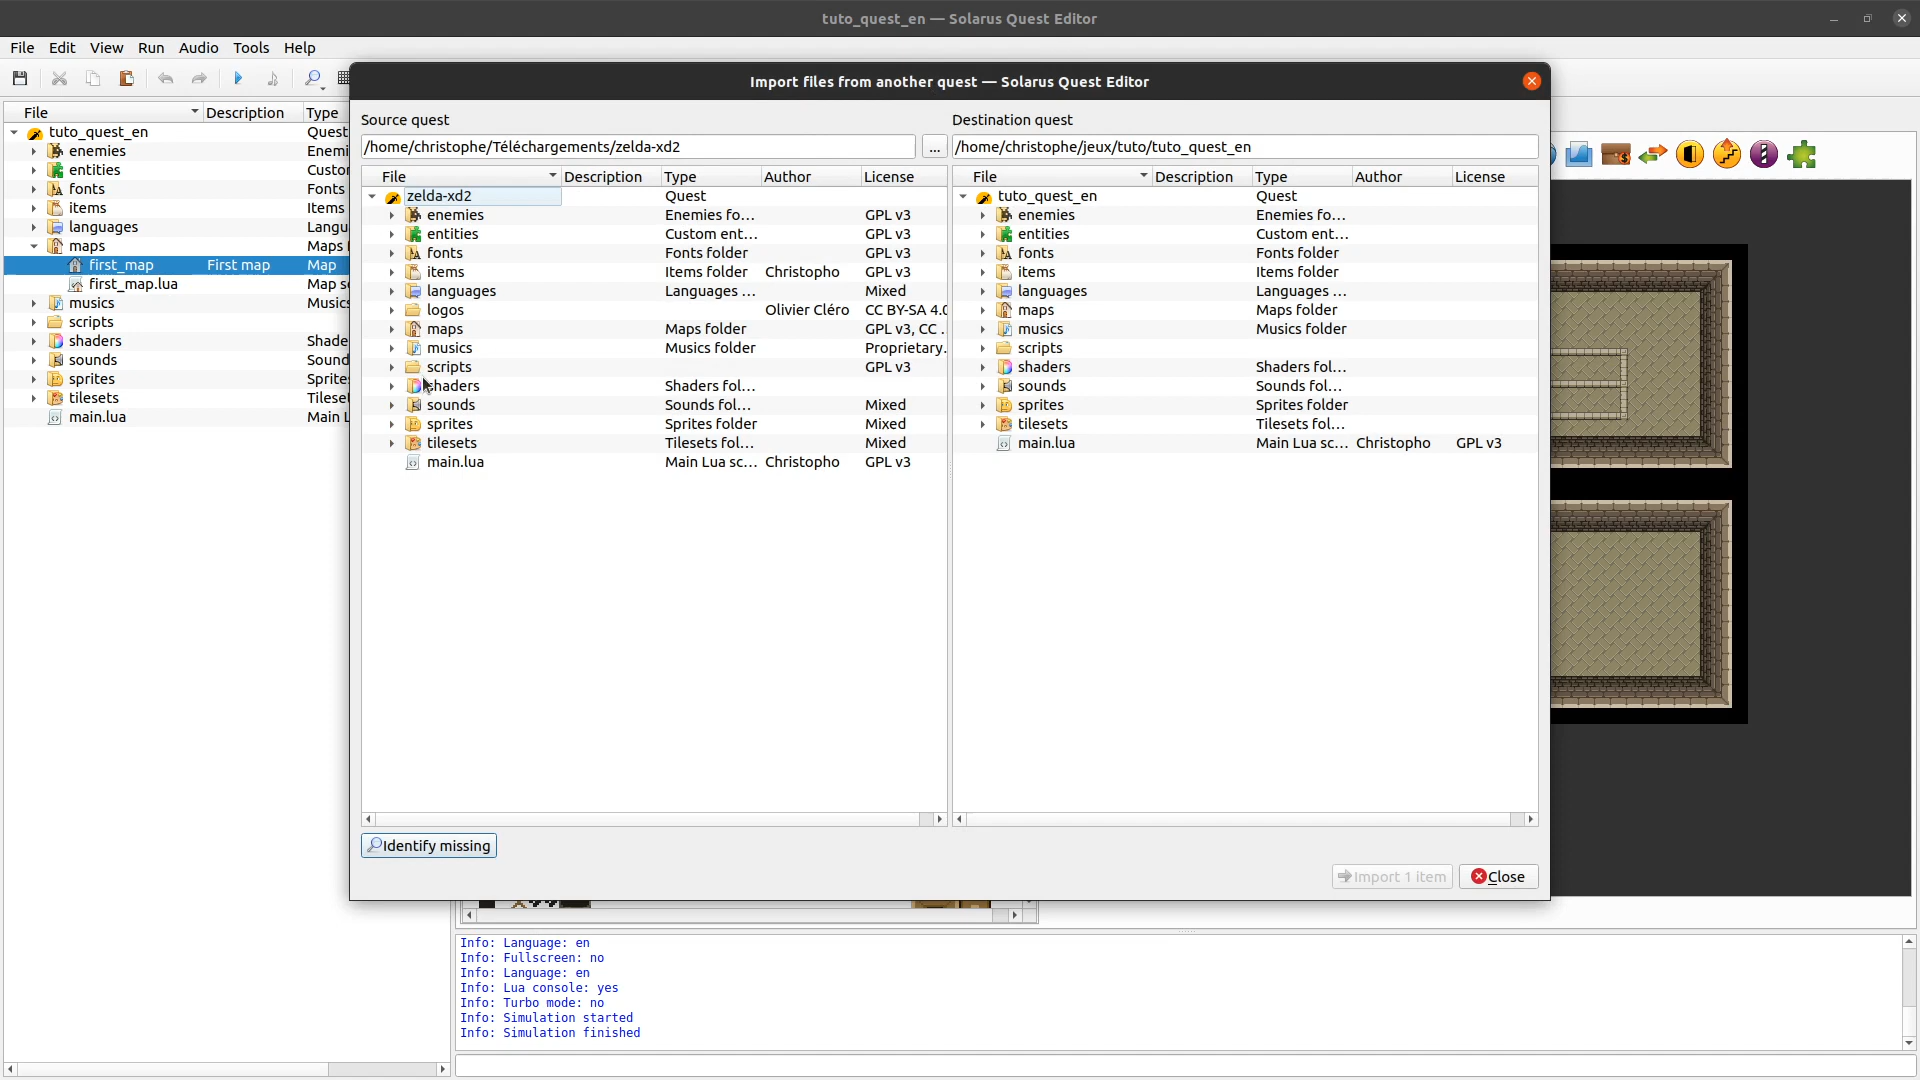 tuto_quest_en — Solarus Quest Editor
File Edit View Run Audio Tools Help
Import files from another quest — Solarus Quest Editor
File Description Type
tuto_quest_en Quest
enemies Enemi
entities Custo
fonts Fonts
items Items
languages Langu
maps Maps
first_map First map Map
first_map.lua Map s
musics Musics
scripts
shaders Shade
sounds Sound
sprites Sprite
tilesets Tileset
main.lua Main L
Source quest
/home/christophe/Téléchargements/zelda-xd2 ...
File Description Type Author License
zelda-xd2 Quest
enemies Enemies fo... GPL v3
entities Custom ent... GPL v3
fonts Fonts folder GPL v3
items Items folder Christopho GPL v3
languages Languages ... Mixed
logos Olivier Cléro CC BY-SA 4.0
maps Maps folder GPL v3, CC .
musics Musics folder Proprietary.
scripts GPL v3
shaders Shaders fol...
sounds Sounds fol... Mixed
sprites Sprites folder Mixed
tilesets Tilesets fol... Mixed
main.lua Main Lua sc... Christopho GPL v3
Destination quest
/home/christophe/jeux/tuto/tuto_quest_en
File Description Type Author License
tuto_quest_en Quest
enemies Enemies fo...
entities Custom ent...
fonts Fonts folder
items Items folder
languages Languages ...
maps Maps folder
musics Musics folder
scripts
shaders Shaders fol...
sounds Sounds fol...
sprites Sprites folder
tilesets Tilesets fol...
main.lua Main Lua sc... Christopho GPL v3
Identify missing
Import 1 item Close
Info: Language: en
Info: Fullscreen: no
Info: Language: en
Info: Lua console: yes
Info: Turbo mode: no
Info: Simulation started
Info: Simulation finished